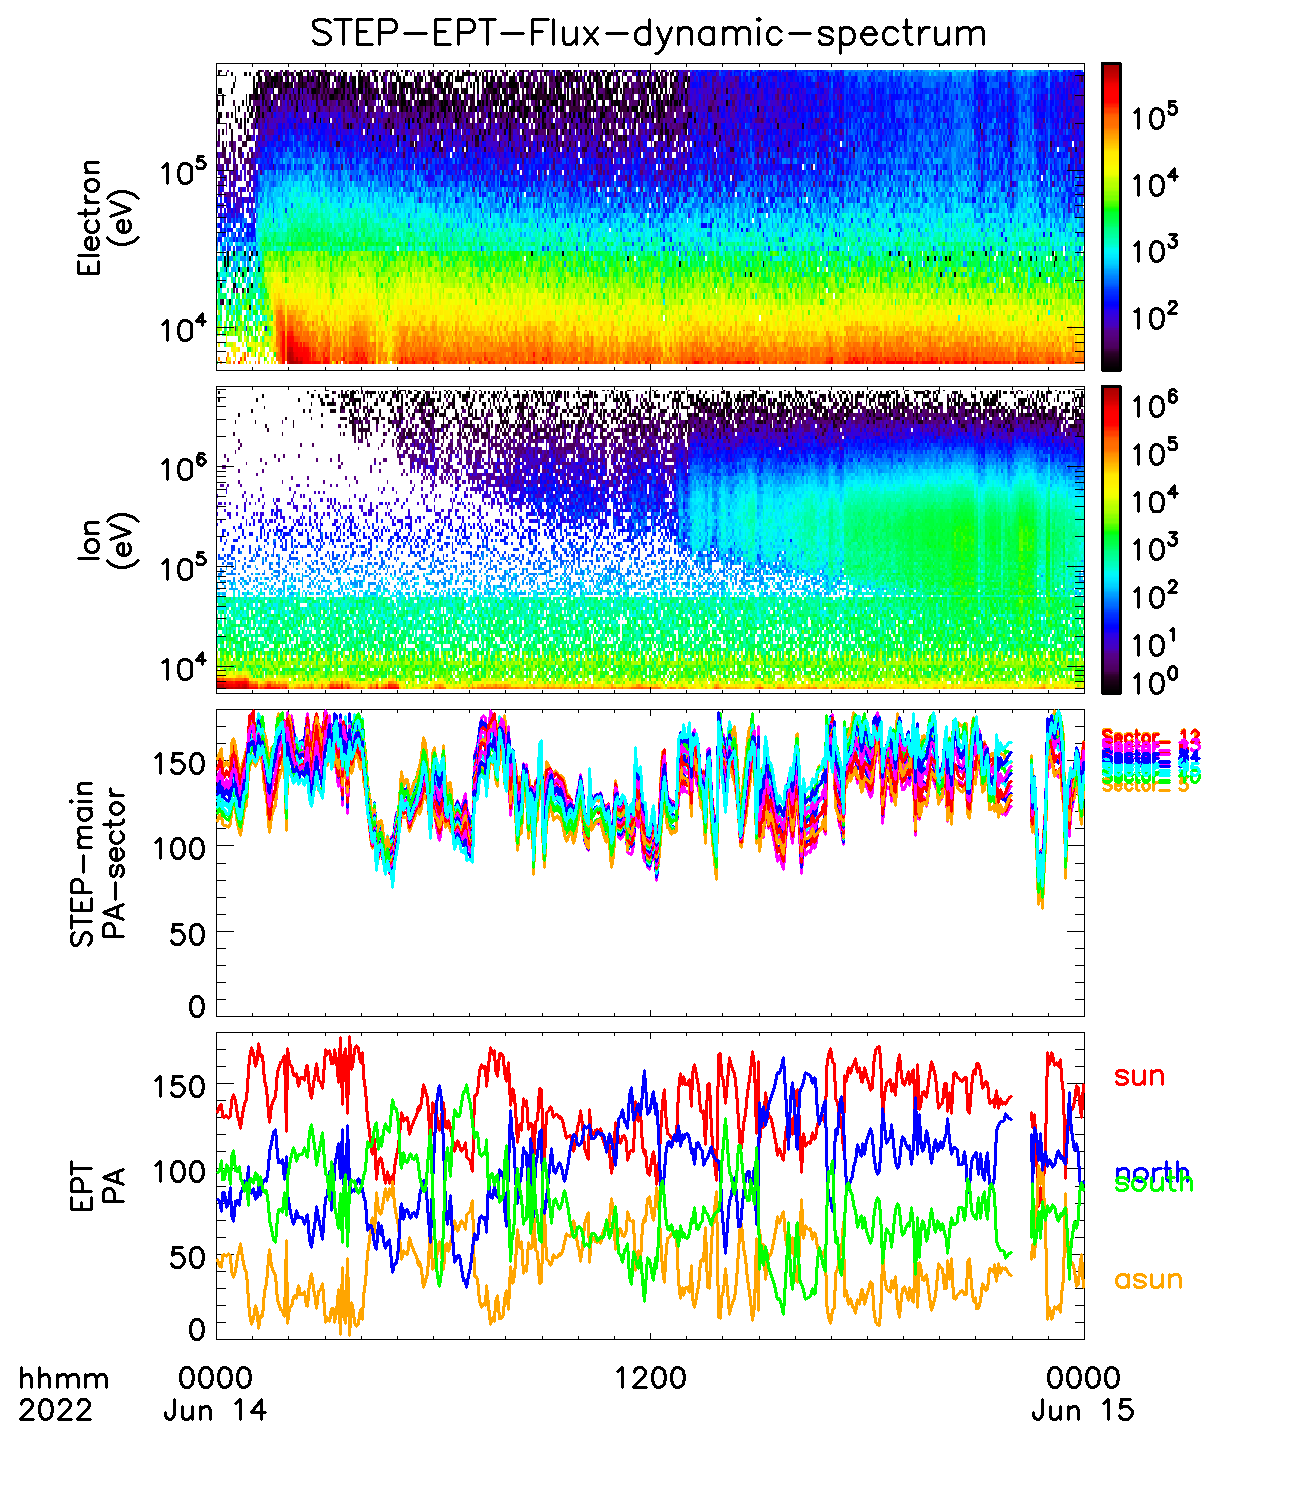 STEP-EPT-Flux-dynamic-spectrum
Electron
(eV)
10^5
10^4
10^5
10^4
10^3
10^2
Ion
(eV)
10^6
10^5
10^4
10^6
10^5
10^4
10^3
10^2
10^1
10^0
STEP-main
PA-sector
150
100
50
0
Sector_ 13
Sector_ 5
EPT
PA
150
100
50
0
sun
north
south
asun
hhmm
2022
0000
Jun 14
1200
0000
Jun 15